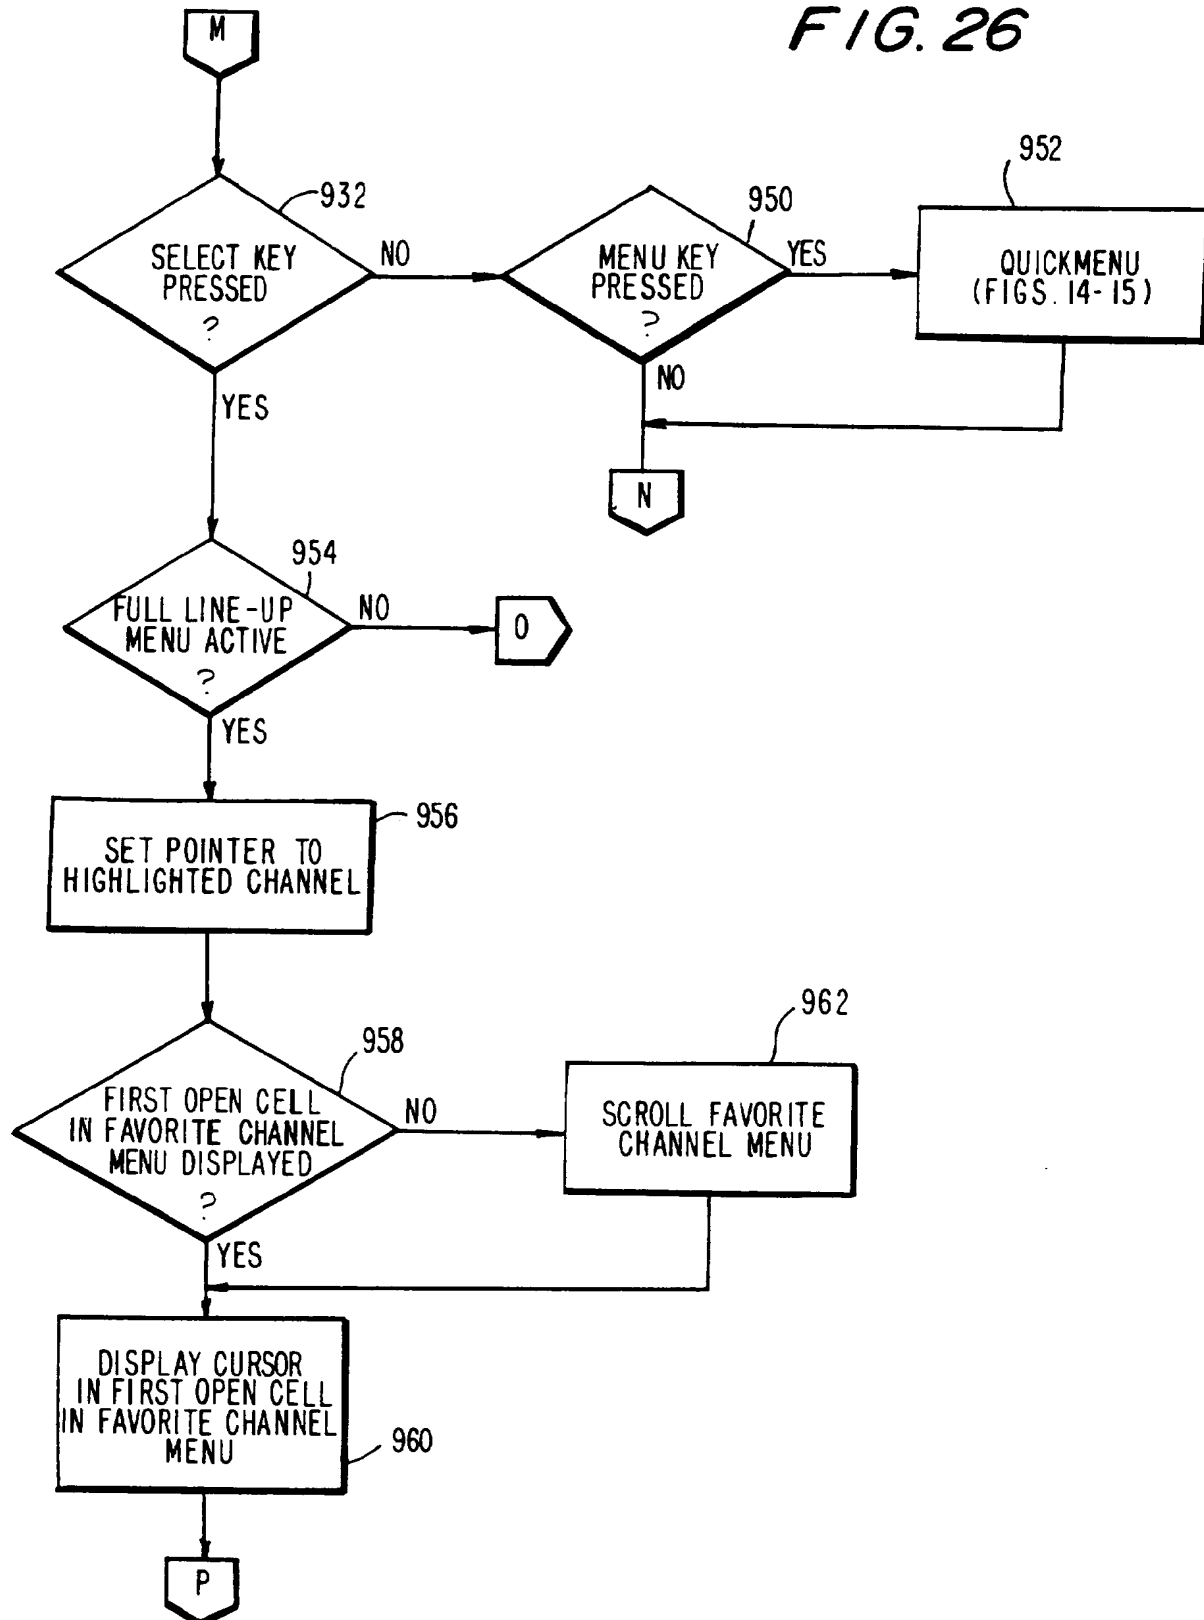 FIG. 26
M
932
SELECT KEY
PRESSED
?
NO
950
MENU KEY
PRESSED
?
YES
952
QUICKMENU
(FIGS. 14-15)
NO
N
YES
954
FULL LINE-UP
MENU ACTIVE
?
NO
O
YES
956
SET POINTER TO
HIGHLIGHTED CHANNEL
958
FIRST OPEN CELL
IN FAVORITE CHANNEL
MENU DISPLAYED
?
NO
962
SCROLL FAVORITE
CHANNEL MENU
YES
DISPLAY CURSOR
IN FIRST OPEN CELL
IN FAVORITE CHANNEL
MENU
960
P